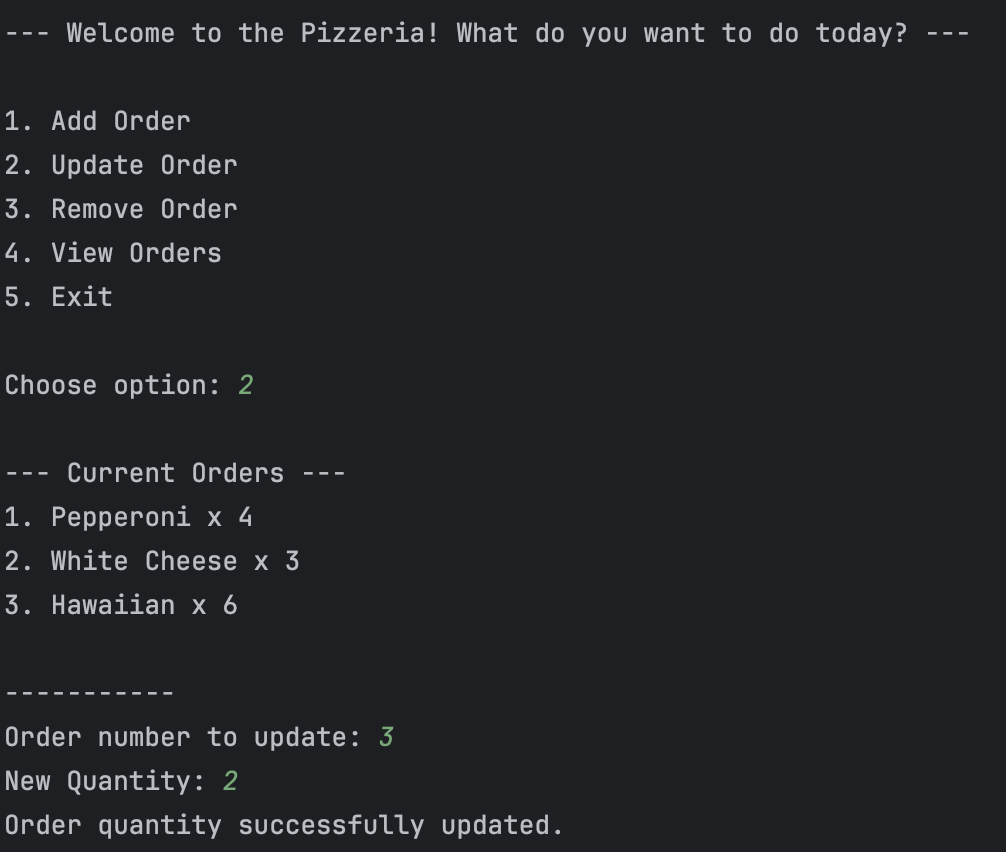 --- Welcome to the Pizzeria! What do you want to do today? ---
1. Add Order
2. Update Order
3. Remove Order
4. View Orders
5. Exit
Choose option: 2
--- Current Orders ---
1. Pepperoni x 4
2. White Cheese x 3
3. Hawaiian x 6
-----------
Order number to update: 3
New Quantity: 2
Order quantity successfully updated.